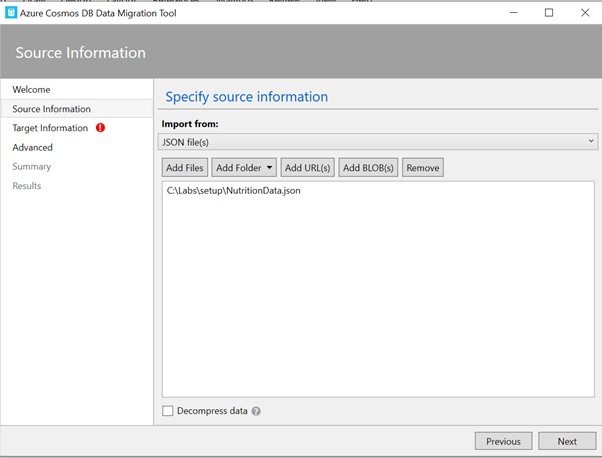 Azure Cosmos DB Data Migration Tool
Source Information
Welcome
Source Information
Target Information
Advanced
Summary
Results
Specify source information
Import from:
JSON file(s)
Add Files Add Folder Add URL(s) Add BLOB(s) Remove
C:\Labs\setup\NutritionData.json
Decompress data ?
Previous Next